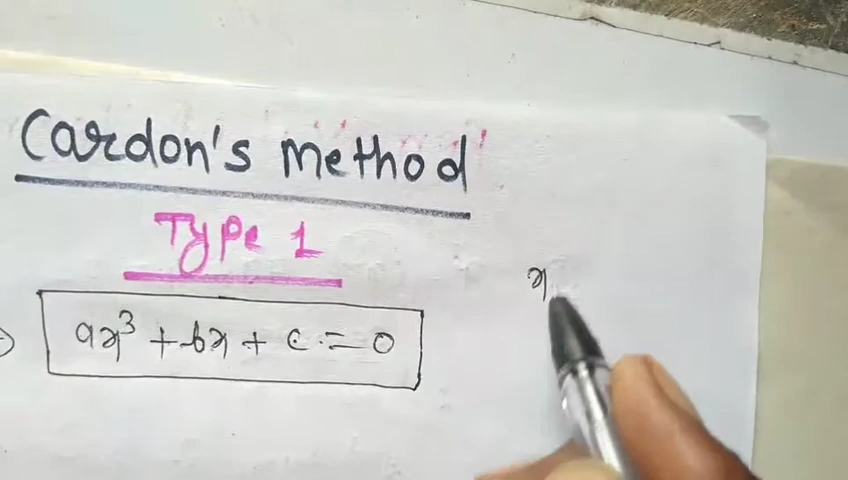 Cardon's Method
Type 1
ax³ + bx + c = 0
x